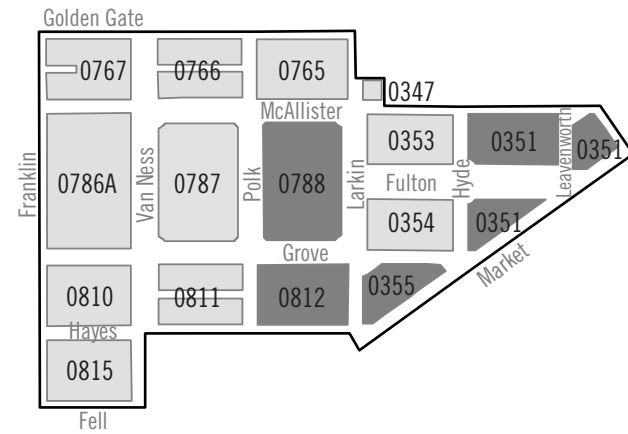 Golden Gate
0767
0766
0765
0347
McAllister
Franklin
0786A
Van Ness
0787
Polk
0788
Larkin
0353
Fulton
0354
Hyde
0351
Leavenworth
0351
0351
Market
Grove
0810
0811
0812
0355
Hayes
0815
Fell